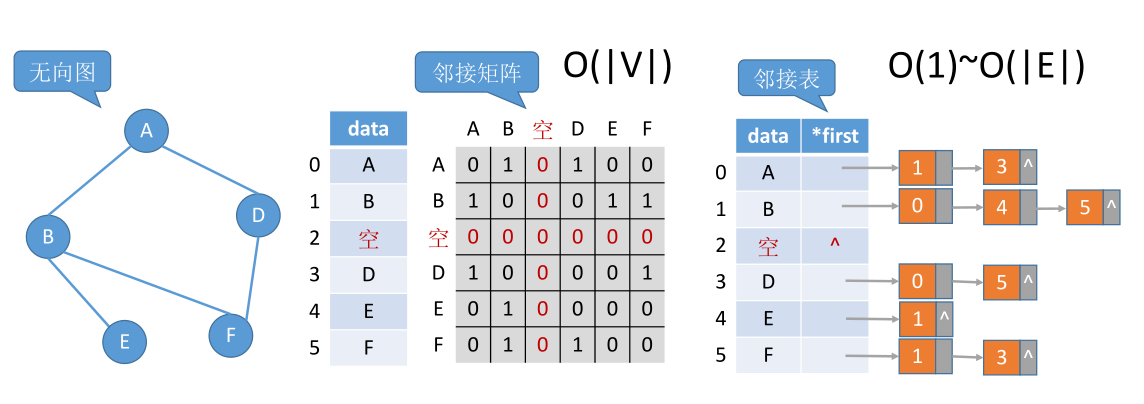 无向图
A
B
D
E
F
data
0 A
1 B
2 空
3 D
4 E
5 F
邻接矩阵
O(|V|)
A B 空 D E F
A 0 1 0 1 0 0
B 1 0 0 0 1 1
空 0 0 0 0 0 0
D 1 0 0 0 0 1
E 0 1 0 0 0 0
F 0 1 0 1 0 0
邻接表
O(1)~O(|E|)
data *first
0 A 1 3 ^
1 B 0 4 5 ^
2 空 ^
3 D 0 5 ^
4 E 1 ^
5 F 1 3 ^